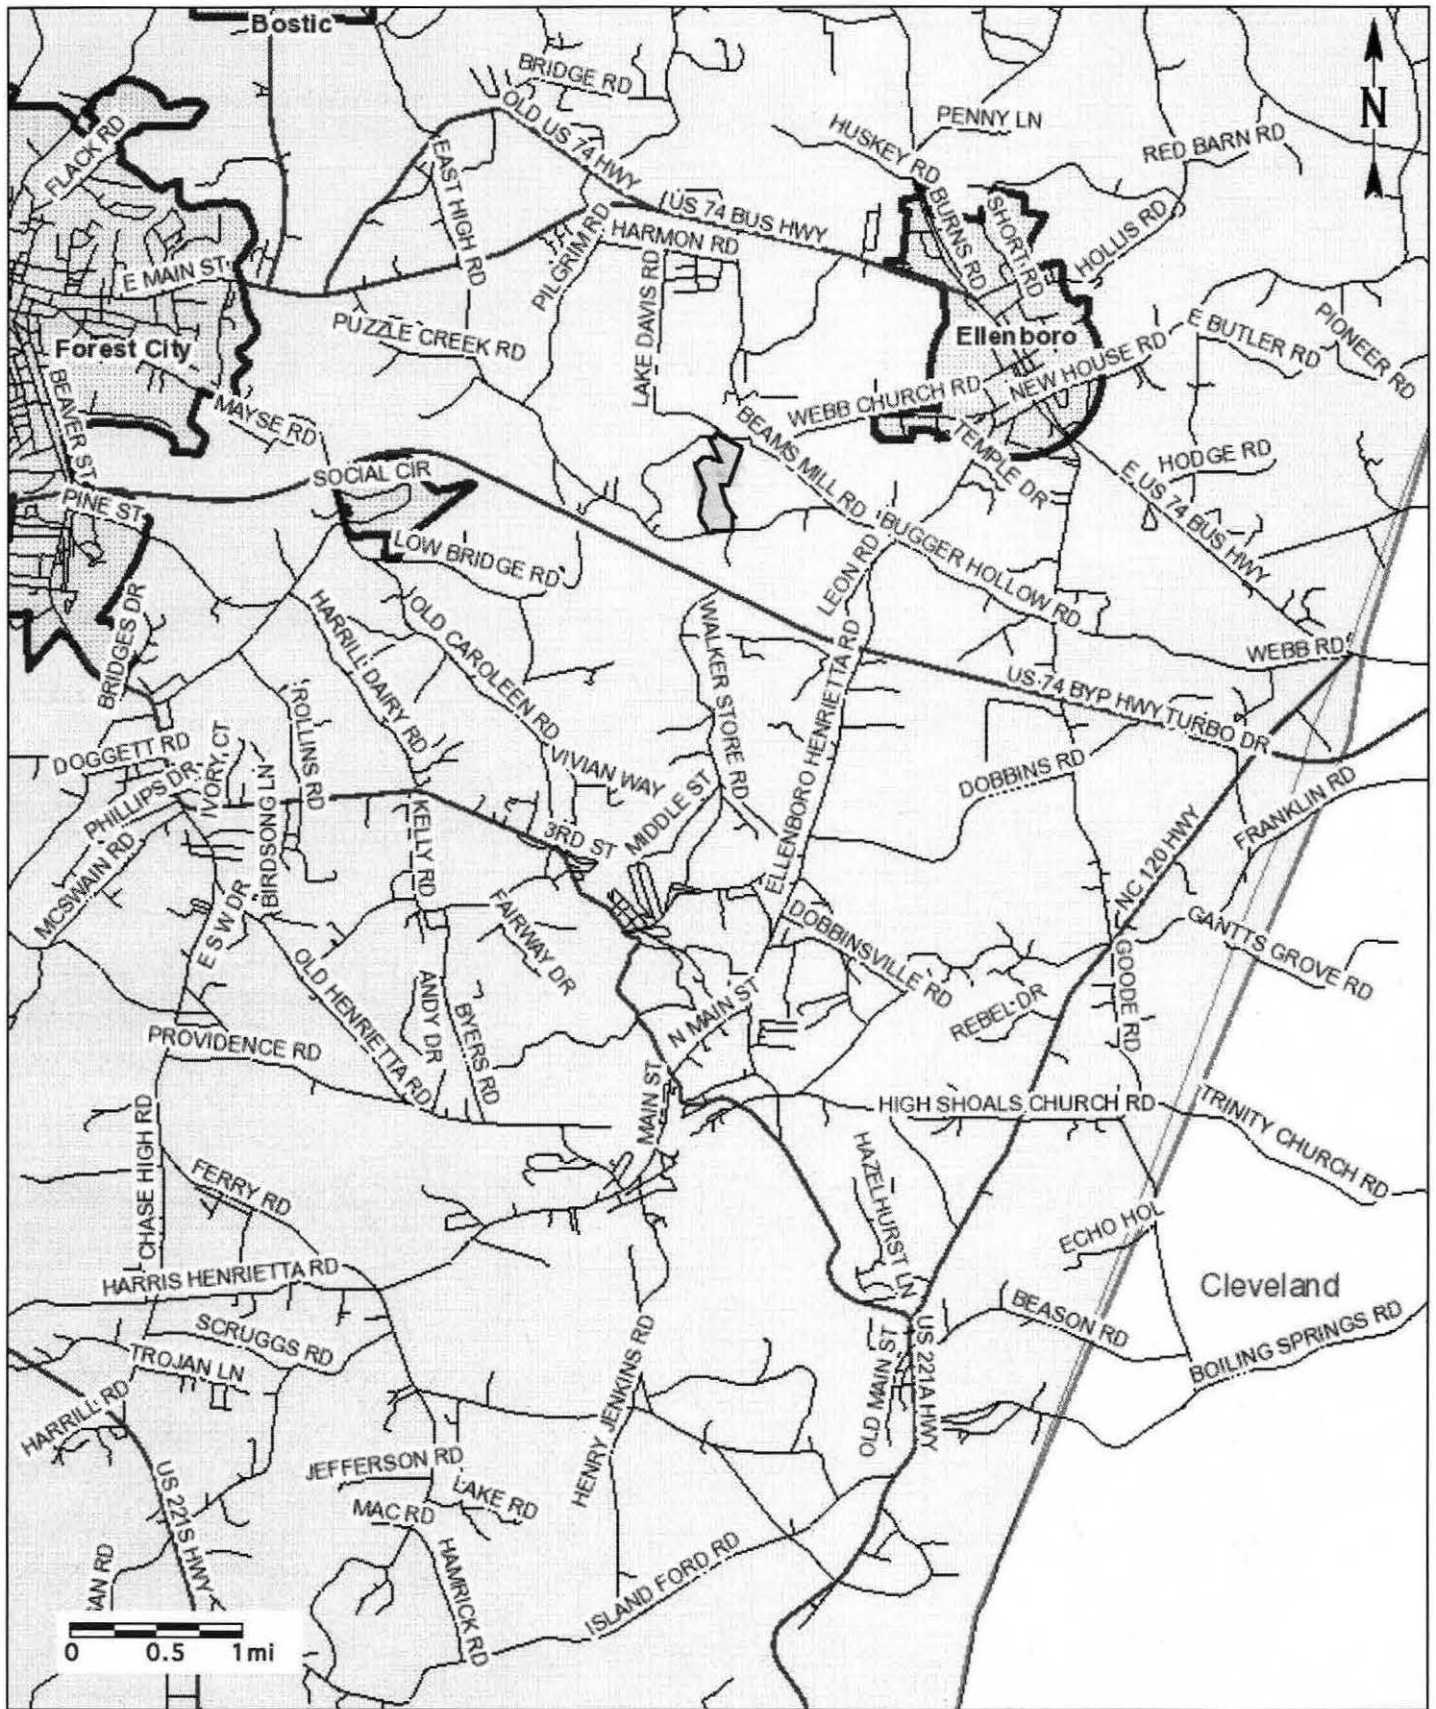 Bostic
BRIDGE RD
OLD US 74 HWY
PENNY LN
N
HUSKEY RD
RED BARN RD
FLACK RD
EAST HIGH RD
US 74 BUS HWY
BURNS RD
SHORT RD
HOLLIS RD
HARMON RD
PILGRIM RD
E MAIN ST
LAKE DAVIS RD
PUZZLE CREEK RD
Forest City
Ellenboro
E BUTLER RD
PIONEER RD
NEW HOUSE RD
WEBB CHURCH RD
BEAVER ST
MAYSE RD
BEAMS MILL RD
TEMPLE DR
SOCIAL CIR
HODGE RD
E US 74 BUS HWY
PINE ST
LOW BRIDGE RD
BUGGER HOLLOW RD
LEON RD
BRIDGES DR
HARRILL DAIRY RD
OLD CAROLEEN RD
WALKER STORE RD
ELLENBORO HENRIETTA RD
WEBB RD
US 74 BYP HWY
TURBO DR
ROLLINS RD
DOGGETT RD
IVORY CT
VIVIAN WAY
DOBBINS RD
PHILLIPS DR
BIRDSONG LN
MIDDLE ST
FRANKLIN RD
3RD ST
KELLY RD
NC 120 HWY
MCSWAIN RD
E S W DR
FAIRWAY DR
DOBBINSVILLE RD
GANTTS GROVE RD
OLD HENRIETTA RD
ANDY DR
BYERS RD
N MAIN ST
REBEL DR
GOODE RD
PROVIDENCE RD
MAIN ST
HIGH SHOALS CHURCH RD
TRINITY CHURCH RD
CHASE HIGH RD
FERRY RD
HAZELHURST LN
ECHO HOL
HARRIS HENRIETTA RD
Cleveland
BEASON RD
SCRUGGS RD
US 221A HWY
BOILING SPRINGS RD
TROJAN LN
HENRY JENKINS RD
OLD MAIN ST
HARRILL RD
JEFFERSON RD
LAKE RD
US 221S HWY
MAC RD
HAMRICK RD
ISLAND FORD RD
AN RD
0 0.5 1mi